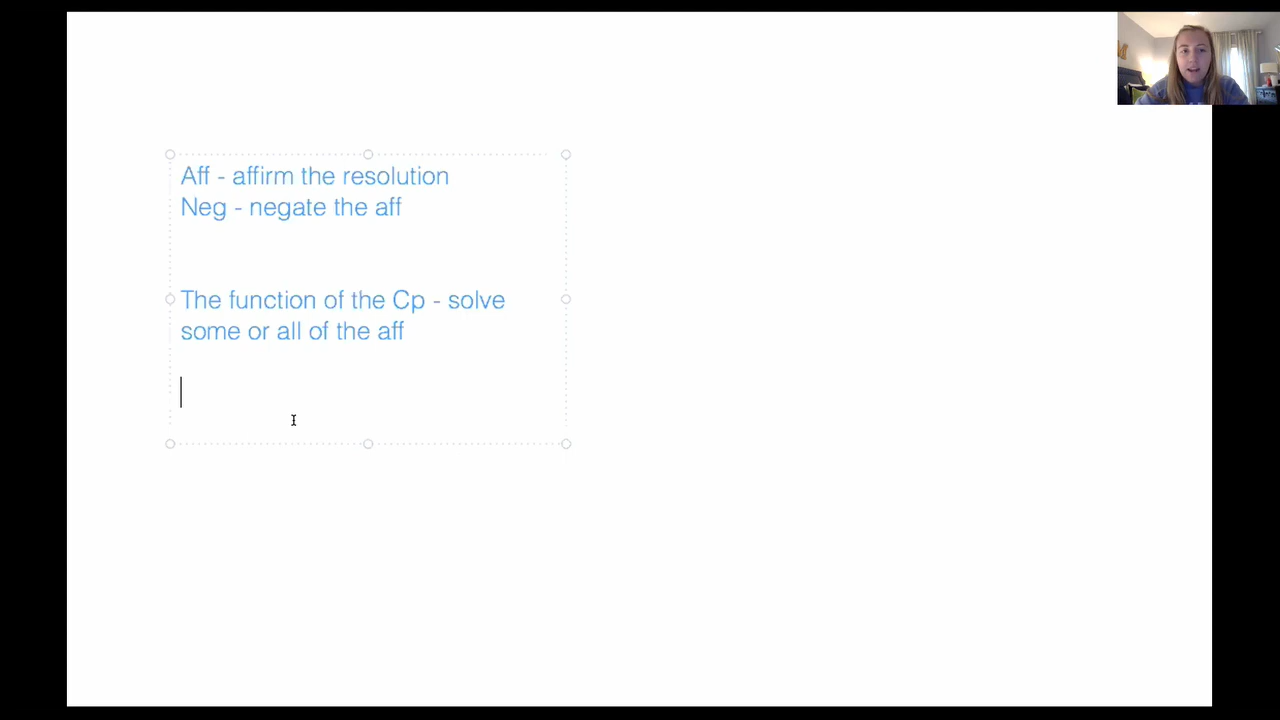 Aff - affirm the resolution
Neg - negate the aff
The function of the Cp - solve
some or all of the aff